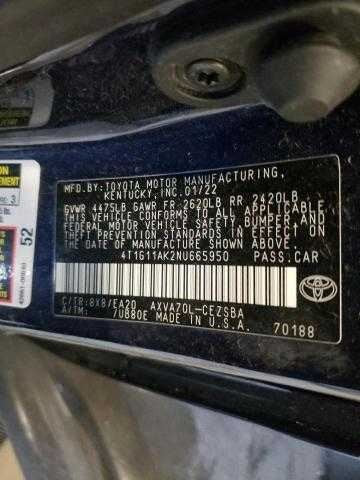 MFD.BY:TOYOTA MOTOR MANUFACTURING,
KENTUCKY, INC.01/22
GVWR 4475LB GAWR FR 2620LB RR 2420LB
THIS VEHICLE CONFORMS TO ALL APPLICABLE
FEDERAL MOTOR VEHICLE SAFETY, BUMPER AND
THEFT PREVENTION STANDARDS IN EFFECT ON
THE DATE OF MANUFACTURE SHOWN ABOVE.
4T1G11AK2NU665950 PASS.CAR
C/TR:8X8/EA20 AXVA70L-CEZSBA
A/TM: 7U880E MADE IN U.S.A.
70188
TOYOTA
52